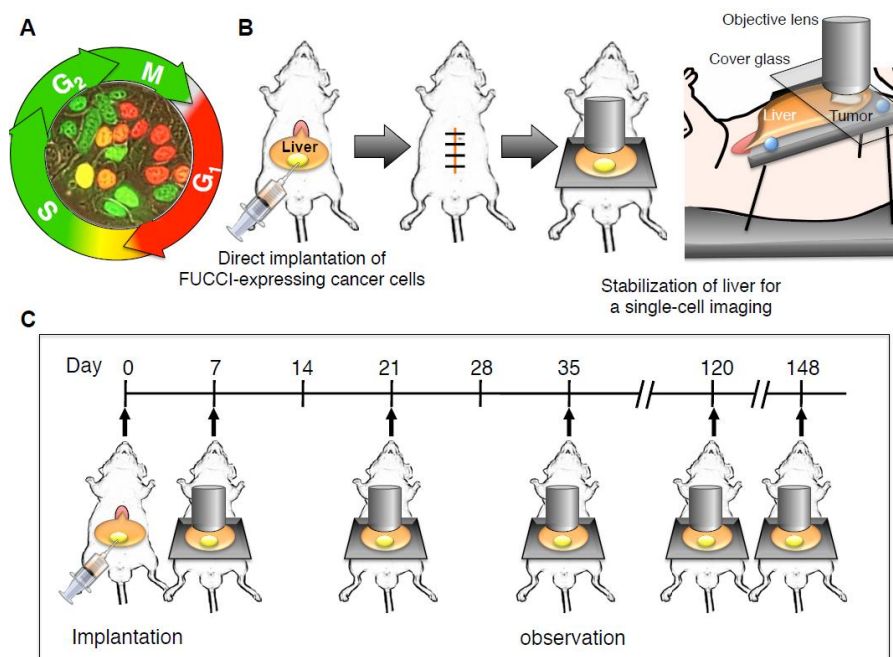 A
G2
M
G1
S
B
Liver
Direct implantation of
FUCCI-expressing cancer cells
Objective lens
Cover glass
Liver
Tumor
Stabilization of liver for
a single-cell imaging
C
Day 0 7 14 21 28 35 120 148
Implantation
observation